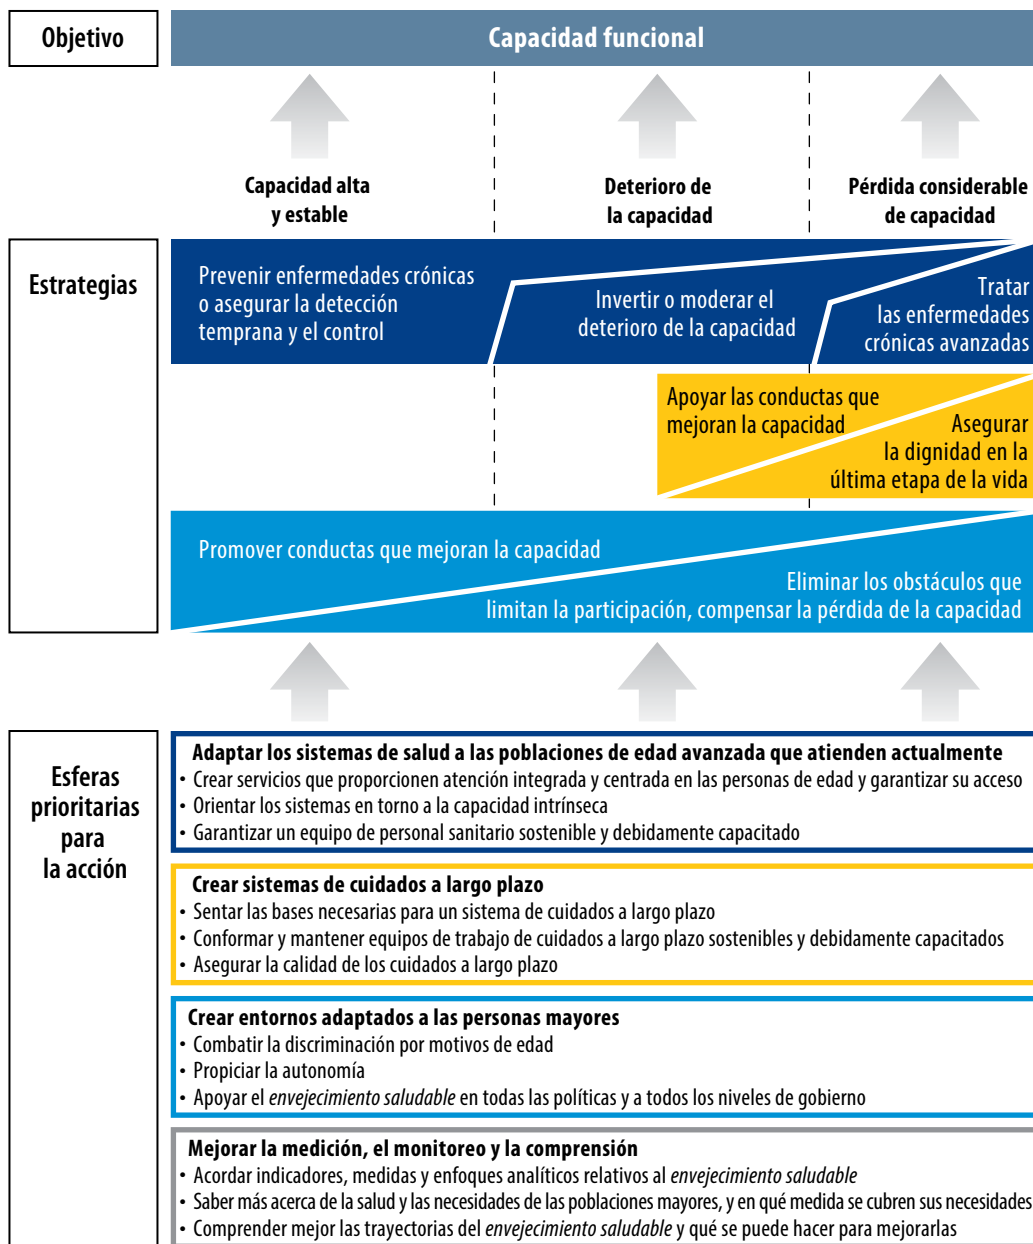 Objetivo
Capacidad funcional
Capacidad alta
y estable
Deterioro de
la capacidad
Pérdida considerable
de capacidad
Estrategias
Prevenir enfermedades crónicas
o asegurar la detección
temprana y el control
Invertir o moderar el
deterioro de la capacidad
Tratar
las enfermedades
crónicas avanzadas
Apoyar las conductas que
mejoran la capacidad
Asegurar
la dignidad en la
última etapa de la vida
Promover conductas que mejoran la capacidad
Eliminar los obstáculos que
limitan la participación, compensar la pérdida de la capacidad
Esferas
prioritarias
para
la acción
Adaptar los sistemas de salud a las poblaciones de edad avanzada que atienden actualmente
• Crear servicios que proporcionen atención integrada y centrada en las personas de edad y garantizar su acceso
• Orientar los sistemas en torno a la capacidad intrínseca
• Garantizar un equipo de personal sanitario sostenible y debidamente capacitado
Crear sistemas de cuidados a largo plazo
• Sentar las bases necesarias para un sistema de cuidados a largo plazo
• Conformar y mantener equipos de trabajo de cuidados a largo plazo sostenibles y debidamente capacitados
• Asegurar la calidad de los cuidados a largo plazo
Crear entornos adaptados a las personas mayores
• Combatir la discriminación por motivos de edad
• Propiciar la autonomía
• Apoyar el envejecimiento saludable en todas las políticas y a todos los niveles de gobierno
Mejorar la medición, el monitoreo y la comprensión
• Acordar indicadores, medidas y enfoques analíticos relativos al envejecimiento saludable
• Saber más acerca de la salud y las necesidades de las poblaciones mayores, y en qué medida se cubren sus necesidades
• Comprender mejor las trayectorias del envejecimiento saludable y qué se puede hacer para mejorarlas